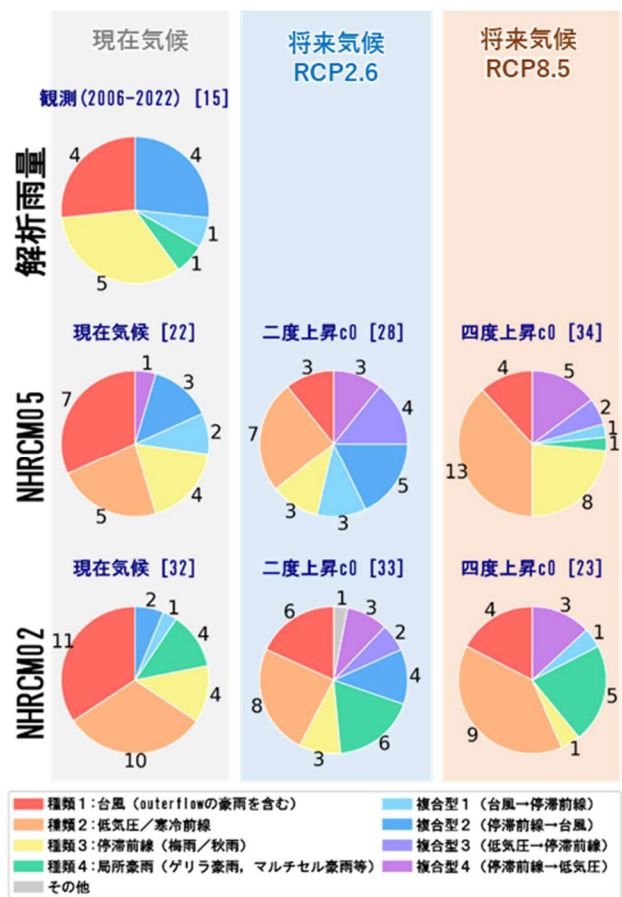 現在気候
将来気候
RCP2.6
将来気候
RCP8.5
観測(2006-2022) [15]
解析雨量
4
4
1
1
5
NHRCM05
現在気候 [22]
1
3
2
4
5
7
二度上昇c0 [28]
3
4
5
3
3
7
3
四度上昇c0 [34]
5
2
1
1
8
13
4
NHRCM02
現在気候 [32]
2
1
4
4
10
11
二度上昇c0 [33]
1
3
2
4
6
3
8
6
四度上昇c0 [23]
3
1
5
1
9
4
種類1:台風(outerflowの豪雨を含む)
種類2:低気圧/寒冷前線
種類3:停滞前線(梅雨/秋雨)
種類4:局所豪雨(ゲリラ豪雨,マルチセル豪雨等)
その他
複合型1(台風→停滞前線)
複合型2(停滞前線→台風)
複合型3(低気圧→停滞前線)
複合型4(停滞前線→低気圧)